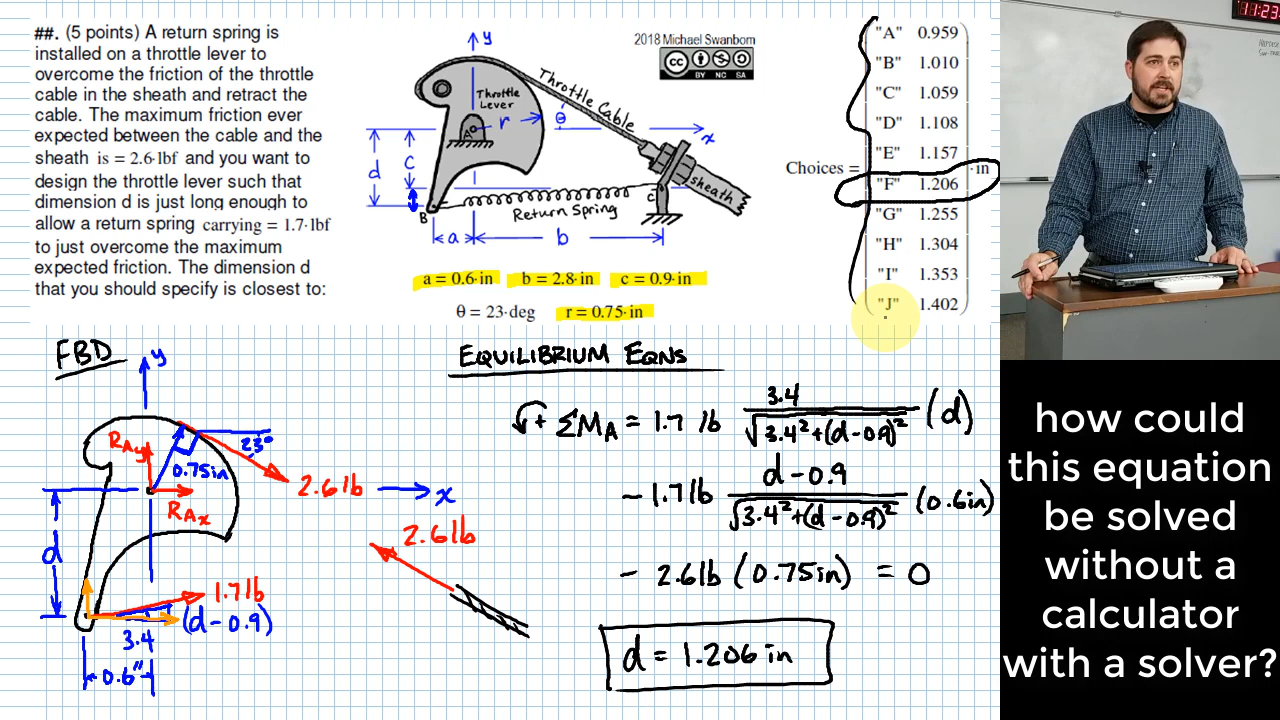 ##. (5 points) A return spring is
installed on a throttle lever to
overcome the friction of the throttle
cable in the sheath and retract the
cable. The maximum friction ever
expected between the cable and the
sheath is = 2.6·lbf and you want to
design the throttle lever such that
dimension d is just long enough to
allow a return spring carrying = 1.7·lbf
to just overcome the maximum
expected friction. The dimension d
that you should specify is closest to:
y
2018 Michael Swanbom
CC BY NC SA
Throttle Cable
Throttle
Lever
r
θ
A
x
d
C
sheath
C
B
Return Spring
a
b
a = 0.6·in b = 2.8·in c = 0.9·in
θ = 23·deg r = 0.75·in
Choices =
"A" 0.959
"B" 1.010
"C" 1.059
"D" 1.108
"E" 1.157
"F" 1.206
"G" 1.255
"H" 1.304
"I" 1.353
"J" 1.402
·in
11:23
FBD
y
RAy
23°
0.75in
2.6lb
x
RAx
2.6lb
d
1.7lb
(d-0.9)
3.4
0.6"
EQUILIBRIUM EQNS
+ ΣMA = 1.7 lb 3.4 / √3.4²+(d-0.9)² (d)
- 1.7lb d-0.9 / √3.4²+(d-0.9)² (0.6in)
- 2.6lb (0.75in) = 0
d = 1.206 in
how could
this equation
be solved
without a
calculator
with a solver?